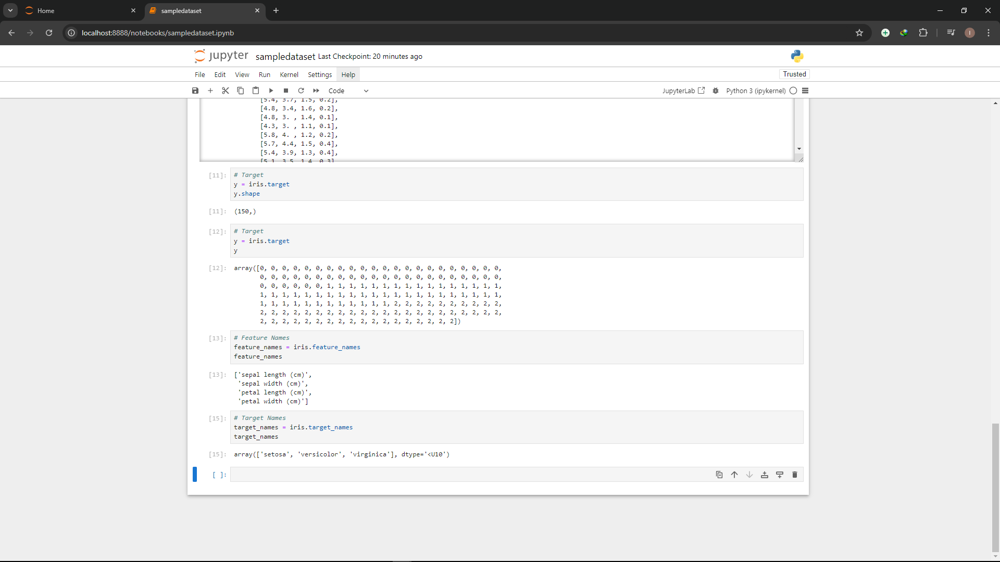 Home
sampledataset
localhost:8888/notebooks/sampledataset.ipynb
I
jupyter sampledataset Last Checkpoint: 20 minutes ago
File Edit View Run Kernel Settings Help
Trusted
Code
JupyterLab
Python 3 (ipykernel)
[5.4, 3.7, 1.5, 0.2],
[4.8, 3.4, 1.6, 0.2],
[4.8, 3. , 1.4, 0.1],
[4.3, 3. , 1.1, 0.1],
[5.8, 4. , 1.2, 0.2],
[5.7, 4.4, 1.5, 0.4],
[5.4, 3.9, 1.3, 0.4],
[5.1, 3.5, 1.4, 0.3]
[11]: # Target
y = iris.target
y.shape
[11]: (150,)
[12]: # Target
y = iris.target
y
[12]: array([0, 0, 0, 0, 0, 0, 0, 0, 0, 0, 0, 0, 0, 0, 0, 0, 0, 0, 0, 0, 0, 0,
0, 0, 0, 0, 0, 0, 0, 0, 0, 0, 0, 0, 0, 0, 0, 0, 0, 0, 0, 0, 0, 0,
0, 0, 0, 0, 0, 0, 1, 1, 1, 1, 1, 1, 1, 1, 1, 1, 1, 1, 1, 1, 1, 1,
1, 1, 1, 1, 1, 1, 1, 1, 1, 1, 1, 1, 1, 1, 1, 1, 1, 1, 1, 1, 1, 1,
1, 1, 1, 1, 1, 1, 1, 1, 1, 1, 1, 1, 2, 2, 2, 2, 2, 2, 2, 2, 2, 2,
2, 2, 2, 2, 2, 2, 2, 2, 2, 2, 2, 2, 2, 2, 2, 2, 2, 2, 2, 2, 2, 2,
2, 2, 2, 2, 2, 2, 2, 2, 2, 2, 2, 2, 2, 2, 2, 2, 2, 2])
[13]: # Feature Names
feature_names = iris.feature_names
feature_names
[13]: ['sepal length (cm)',
'sepal width (cm)',
'petal length (cm)',
'petal width (cm)']
[15]: # Target Names
target_names = iris.target_names
target_names
[15]: array(['setosa', 'versicolor', 'virginica'], dtype='<U10')
[ ]: